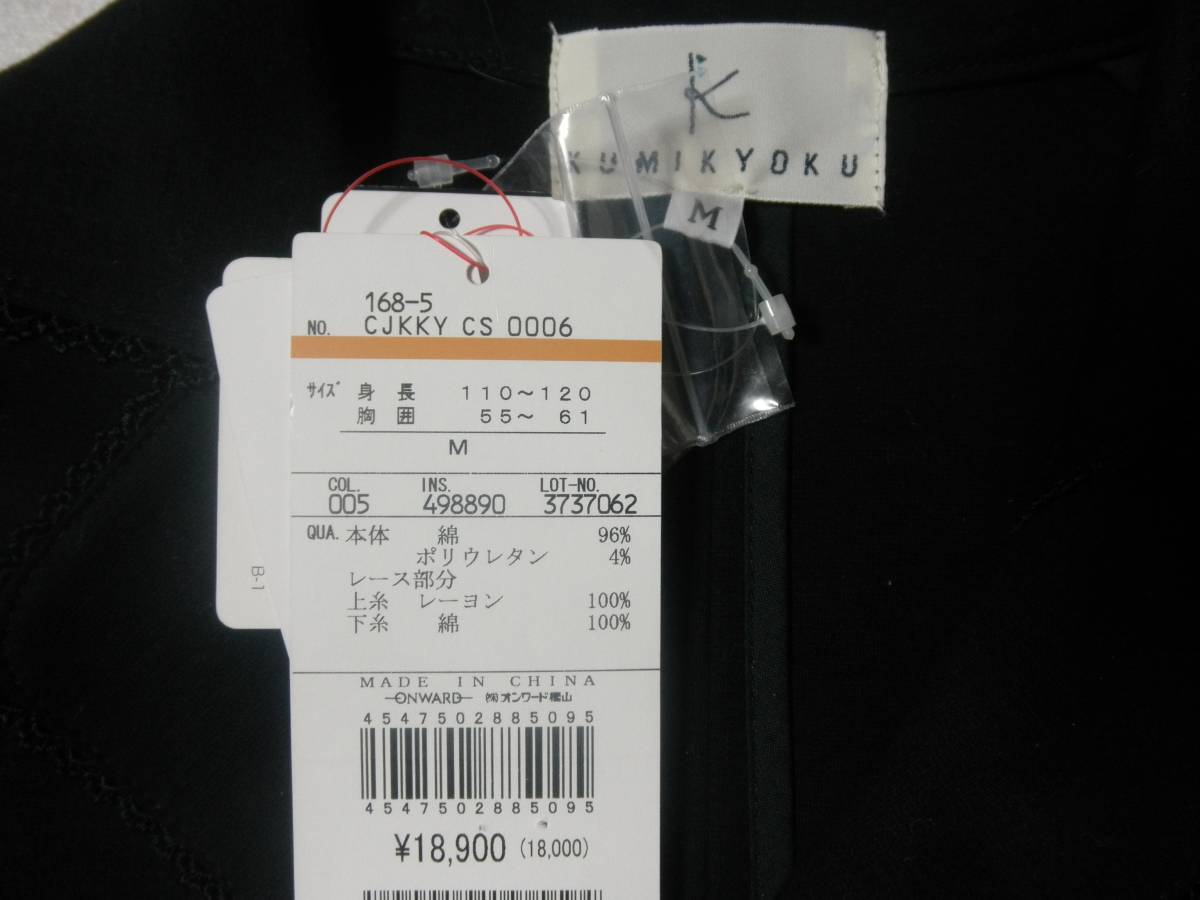 K
KUMIKYOKU
M
168-5
NO. CJKKY CS 0006
サイズ 身長 110～120
胸囲 55～ 61
M
COL. INS. LOT-NO.
005 498890 3737062
QUA. 本体 綿 96%
ポリウレタン 4%
レース部分
上糸 レーヨン 100%
下糸 綿 100%
MADE IN CHINA
ONWARD ㈱オンワード樫山
4547502885095
4547502885095
¥18,900 (18,000)
B-1